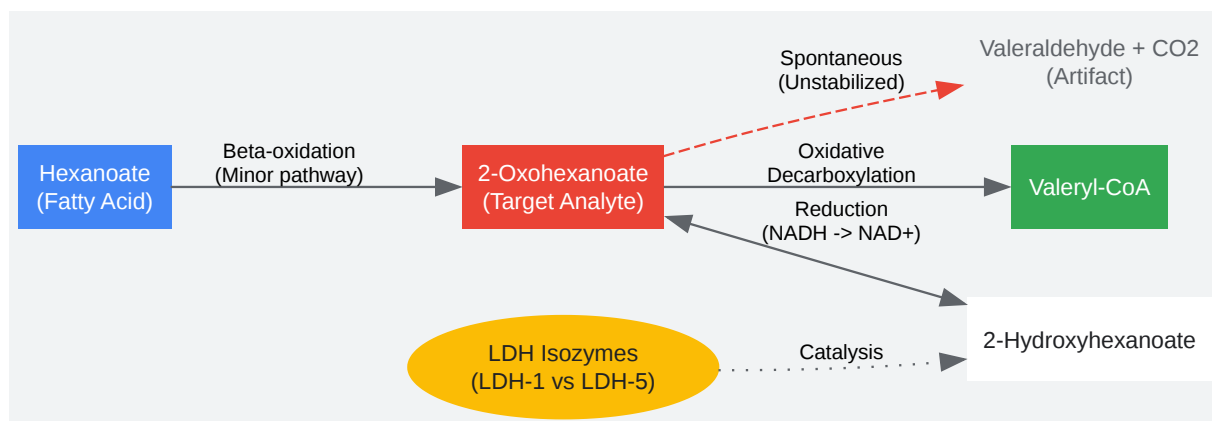 Spontaneous
(Unstabilized)
Valeraldehyde + CO2
(Artifact)
Hexanoate
(Fatty Acid)
Beta-oxidation
(Minor pathway)
2-Oxohexanoate
(Target Analyte)
Oxidative
Decarboxylation
Valeryl-CoA
Reduction
(NADH -> NAD+)
LDH Isozymes
(LDH-1 vs LDH-5)
Catalysis
2-Hydroxyhexanoate